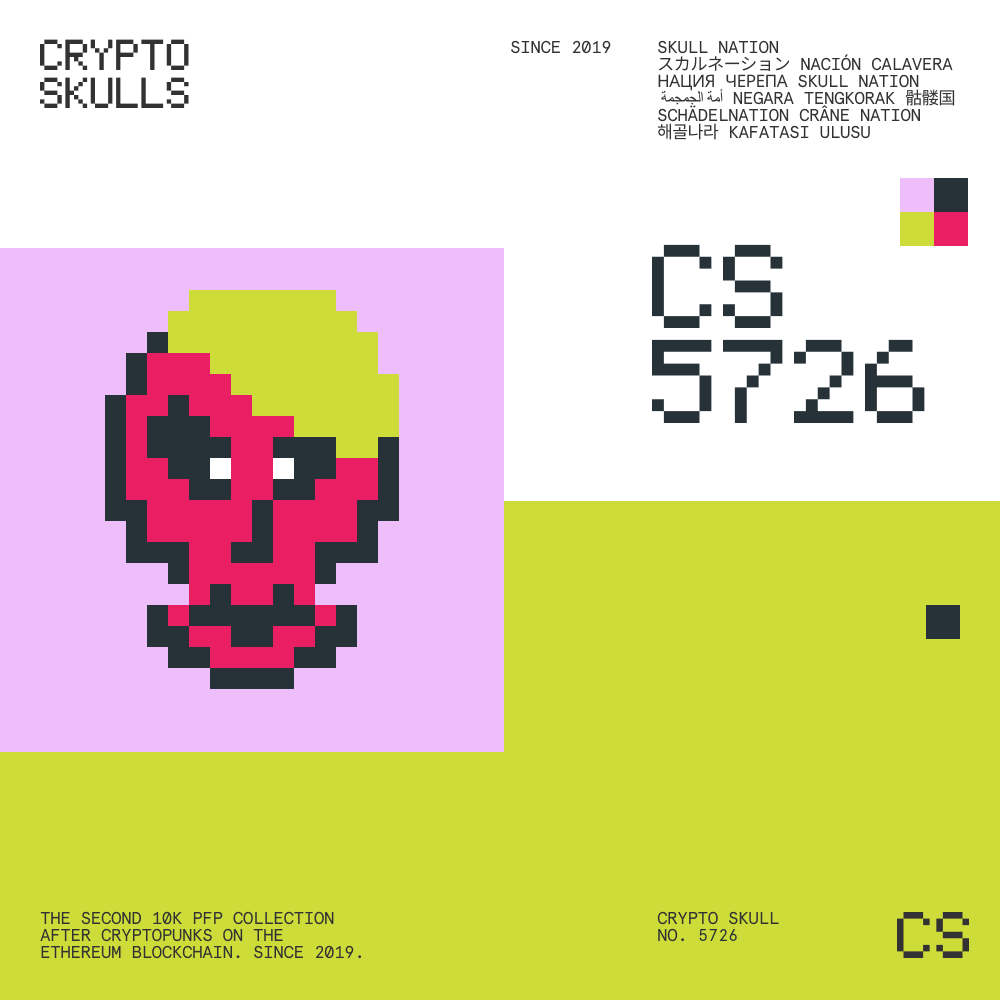 CRYPTO
SKULLS
SINCE 2019
SKULL NATION
スカルネーション NACIÓN CALAVERA
НАЦИЯ ЧЕРЕПА SKULL NATION
أمة الجمجمة NEGARA TENGKORAK 骷髅国
SCHÄDELNATION CRÂNE NATION
해골나라 KAFATASI ULUSU
CS
5726
THE SECOND 10K PFP COLLECTION
AFTER CRYPTOPUNKS ON THE
ETHEREUM BLOCKCHAIN. SINCE 2019.
CRYPTO SKULL
NO. 5726
CS